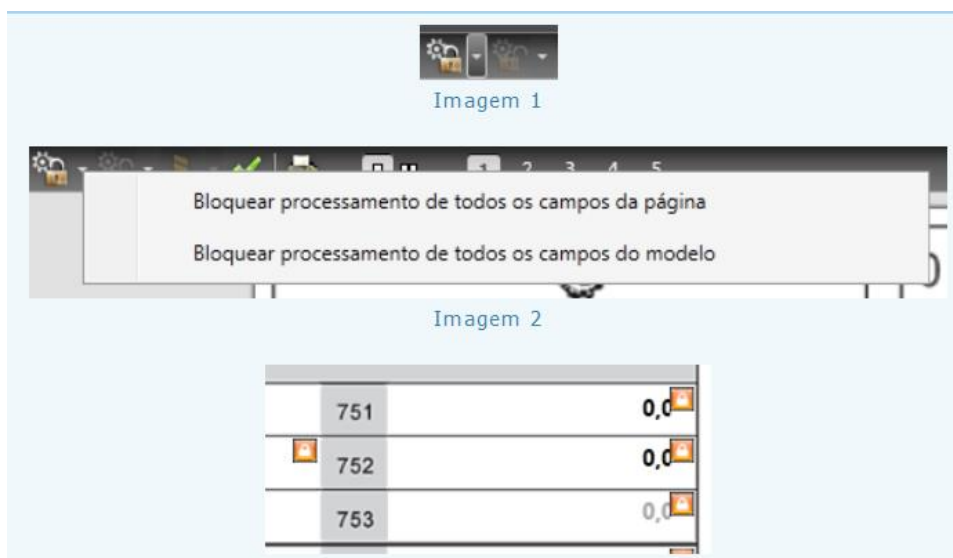 Imagem 1
1 2 3 4 5
Bloquear processamento de todos os campos da página
Bloquear processamento de todos os campos do modelo
Imagem 2
751 0,0
752 0,0
753 0,0